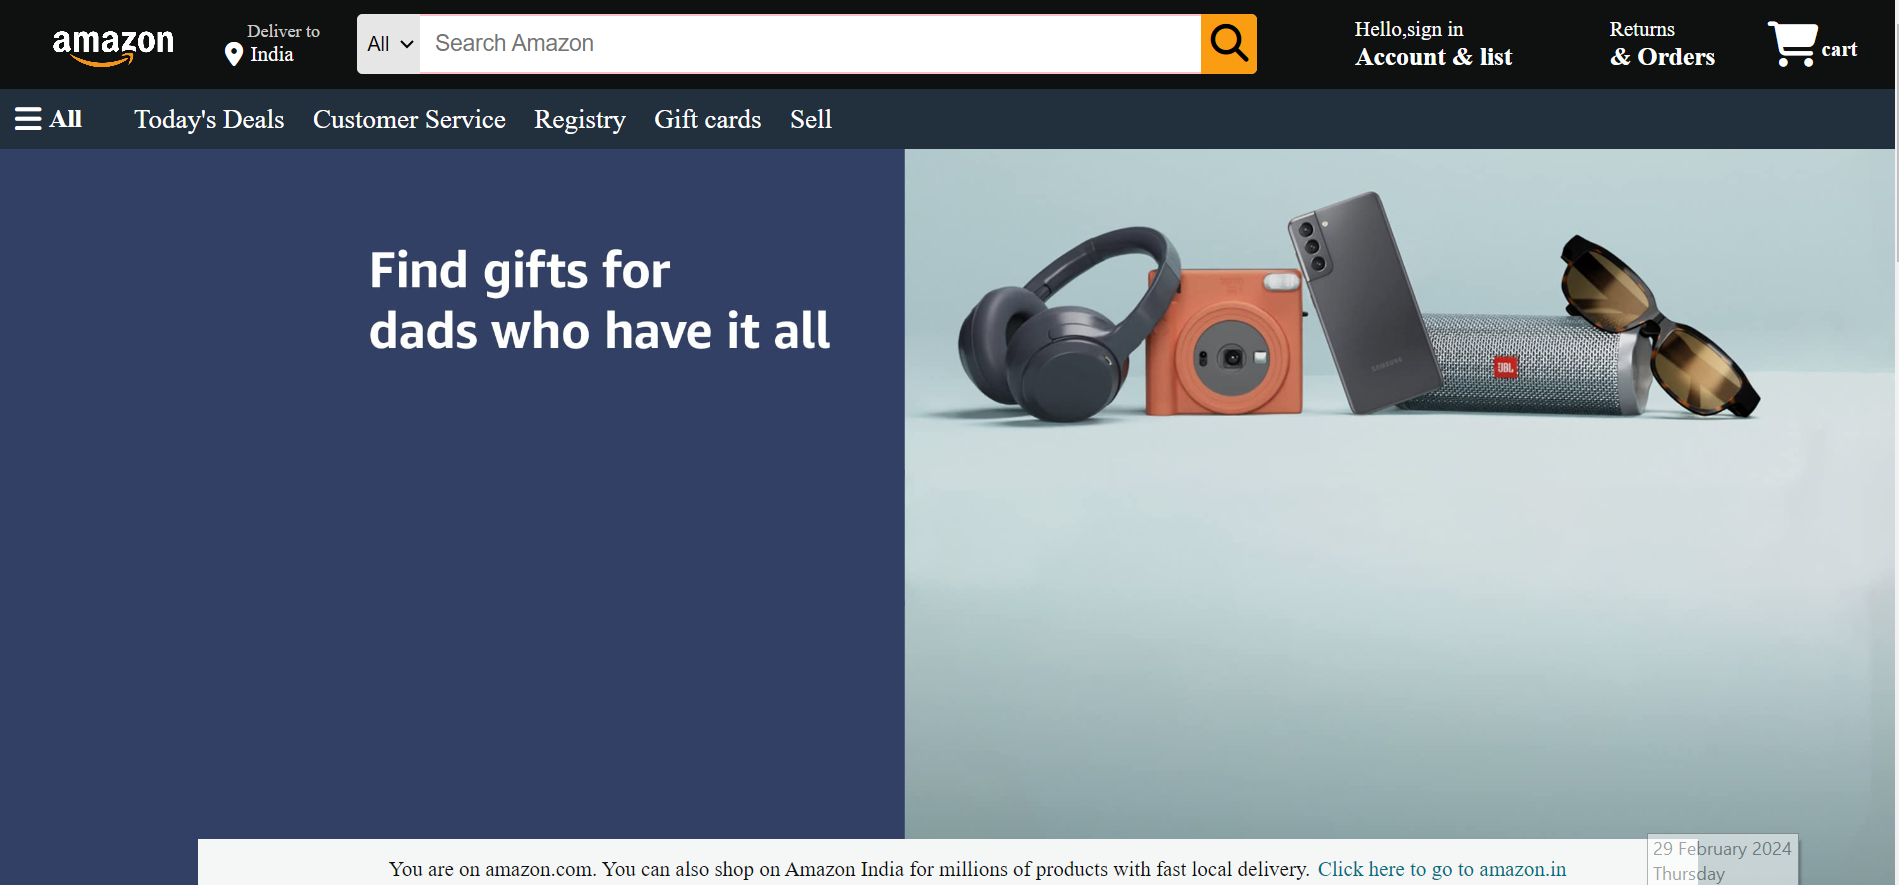 amazon
Deliver to
India
All
Search Amazon
Hello,sign in
Account & list
Returns
& Orders
cart
All
Today's Deals
Customer Service
Registry
Gift cards
Sell
Find gifts for
dads who have it all
SAMSUNG
JBL
You are on amazon.com. You can also shop on Amazon India for millions of products with fast local delivery. Click here to go to amazon.in
29 February 2024
Thursday